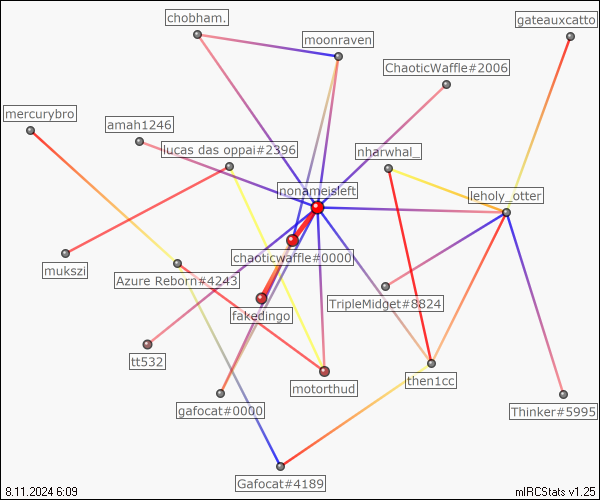 chobham.
gateauxcatto
moonraven
ChaoticWaffle#2006
mercurybro
amah1246
lucas das oppai#2396
nharwhal_
nonameisleft
leholy_otter
chaoticwaffle#0000
mukszi
Azure Reborn#4243
TripleMidget#8824
fakedingo
tt532
motorthud
then1cc
gafocat#0000
Thinker#5995
Gafocat#4189
8.11.2024 6:09
mIRCStats v1.25